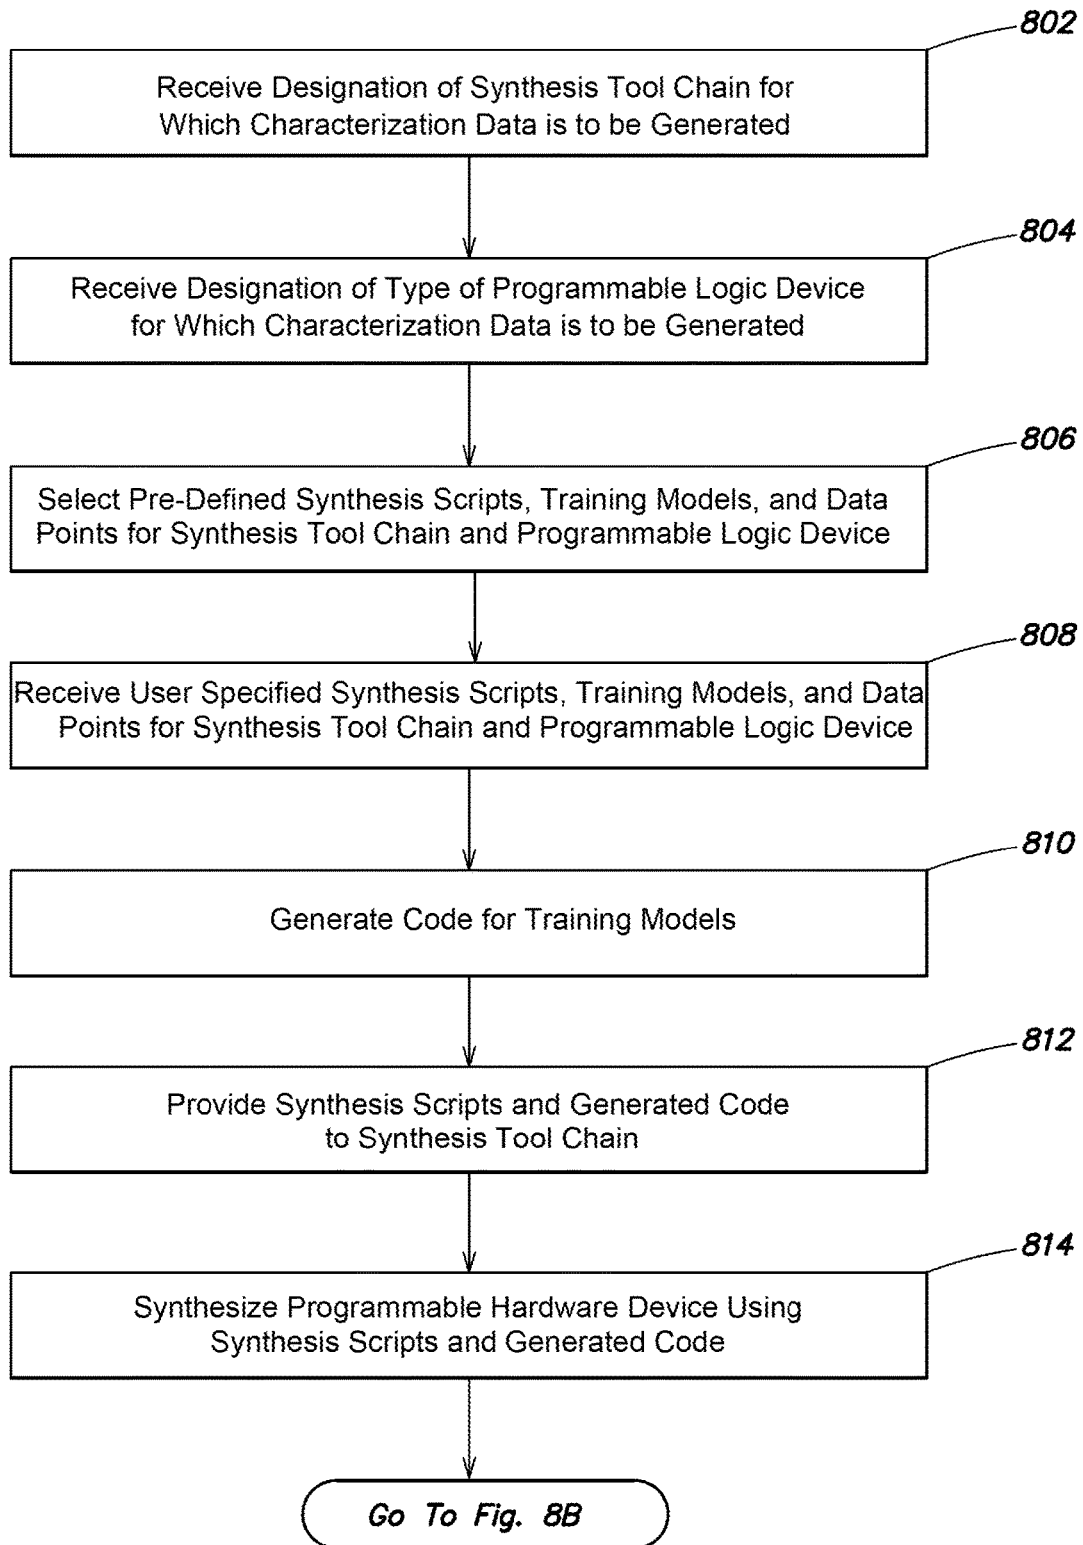 802
Receive Designation of Synthesis Tool Chain for
Which Characterization Data is to be Generated
804
Receive Designation of Type of Programmable Logic Device
for Which Characterization Data is to be Generated
806
Select Pre-Defined Synthesis Scripts, Training Models, and Data
Points for Synthesis Tool Chain and Programmable Logic Device
808
Receive User Specified Synthesis Scripts, Training Models, and Data
Points for Synthesis Tool Chain and Programmable Logic Device
810
Generate Code for Training Models
812
Provide Synthesis Scripts and Generated Code
to Synthesis Tool Chain
814
Synthesize Programmable Hardware Device Using
Synthesis Scripts and Generated Code
Go To Fig. 8B